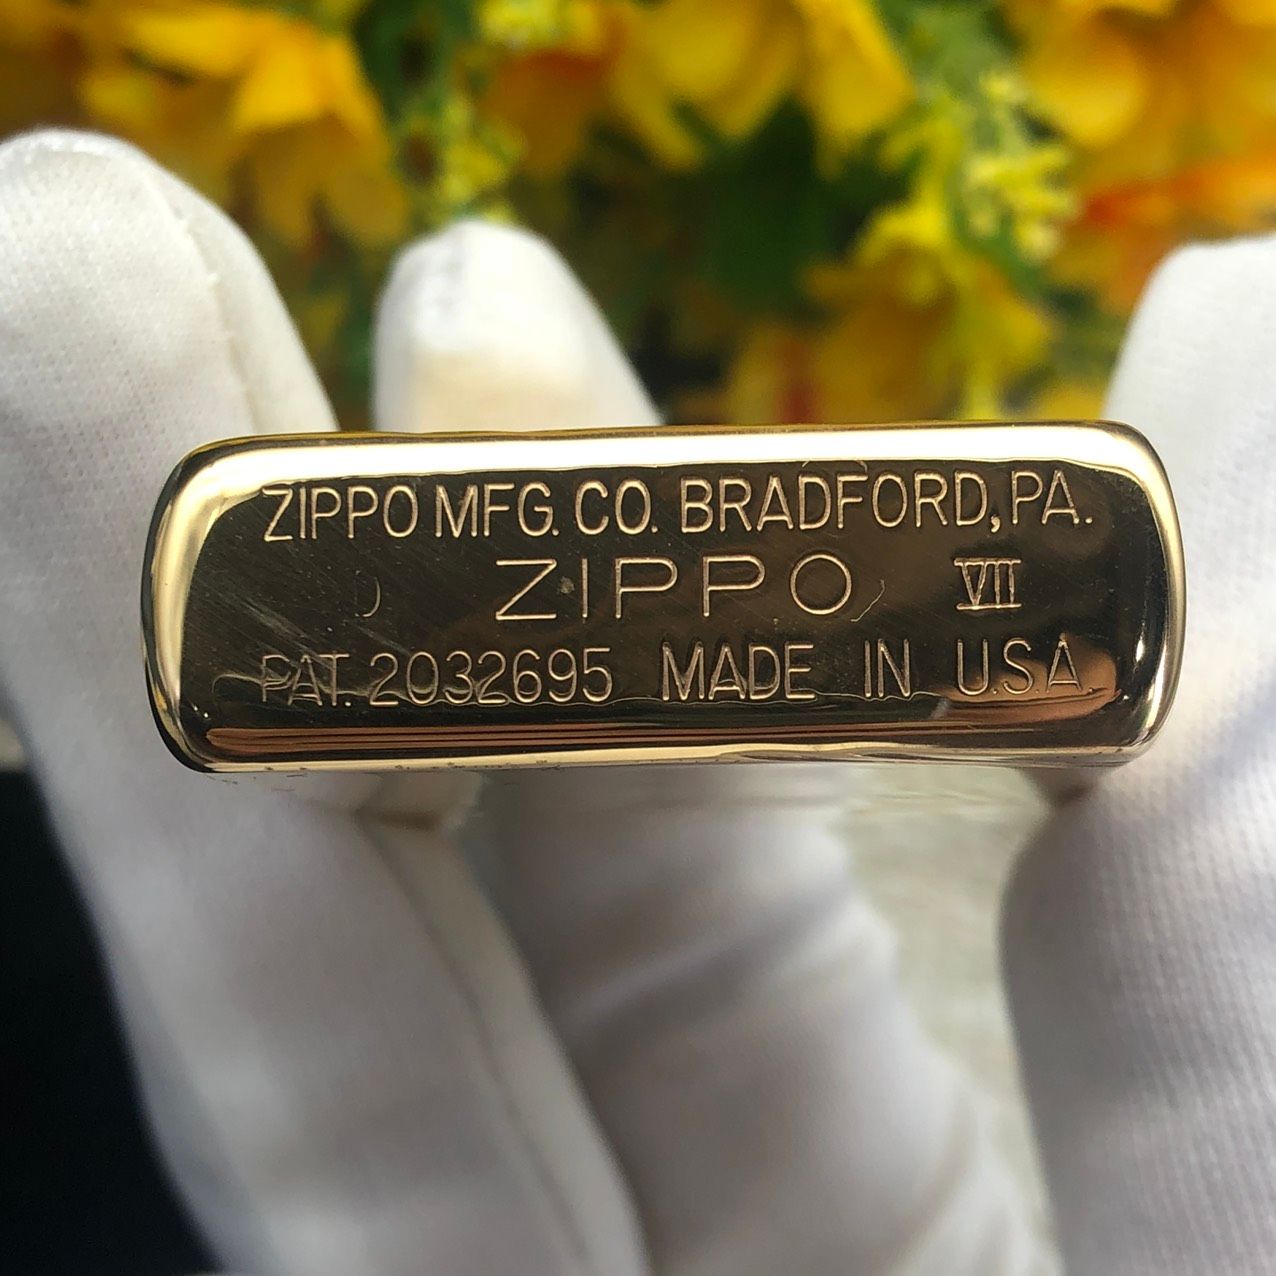 ZIPPO MFG. CO. BRADFORD, PA.
ZIPPO VII
PAT. 2032695 MADE IN U.S.A.